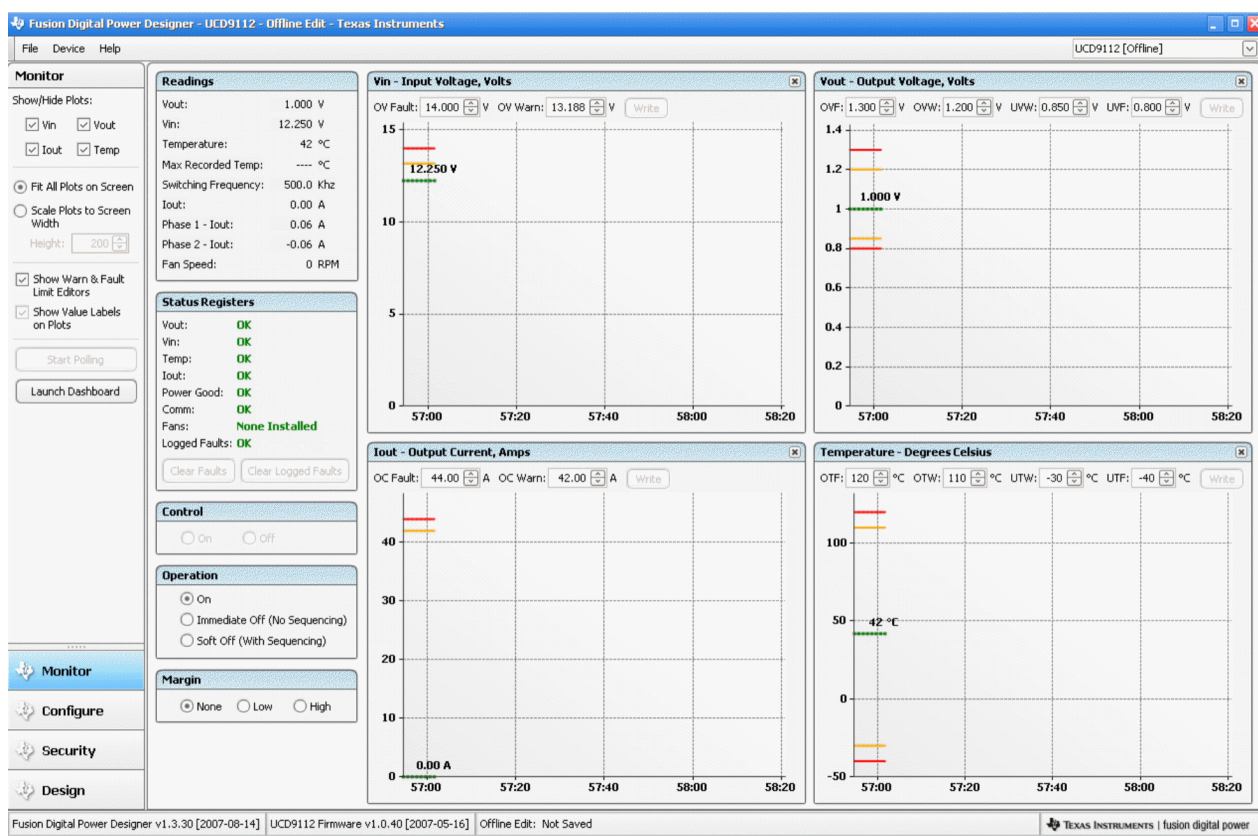 Fusion Digital Power Designer - UCD9112 - Offline Edit - Texas Instruments
File Device Help
UCD9112 [Offline]
Monitor
Show/Hide Plots:
Vin Vout
Iout Temp
Fit All Plots on Screen
Scale Plots to Screen
Width
Height: 200
Show Warn & Fault
Limit Editors
Show Value Labels
on Plots
Start Polling
Launch Dashboard
Monitor
Configure
Security
Design
Readings
Vout: 1.000 V
Vin: 12.250 V
Temperature: 42 °C
Max Recorded Temp: ---- °C
Switching Frequency: 500.0 Khz
Iout: 0.00 A
Phase 1 - Iout: 0.06 A
Phase 2 - Iout: -0.06 A
Fan Speed: 0 RPM
Status Registers
Vout: OK
Vin: OK
Temp: OK
Iout: OK
Power Good: OK
Comm: OK
Fans: None Installed
Logged Faults: OK
Clear Faults Clear Logged Faults
Control
On Off
Operation
On
Immediate Off (No Sequencing)
Soft Off (With Sequencing)
Margin
None Low High
Vin - Input Voltage, Volts
OV Fault: 14.000 V OV Warn: 13.188 V Write
15
12.250 V
10
5
0
57:00 57:20 57:40 58:00 58:20
Vout - Output Voltage, Volts
OVF: 1.300 V OVW: 1.200 V UVW: 0.850 V UVF: 0.800 V Write
1.4
1.2
1.000 V
1
0.8
0.6
0.4
0.2
0
57:00 57:20 57:40 58:00 58:20
Iout - Output Current, Amps
OC Fault: 44.00 A OC Warn: 42.00 A Write
40
30
20
10
0.00 A
0
57:00 57:20 57:40 58:00 58:20
Temperature - Degrees Celsius
OTF: 120 °C OTW: 110 °C UTW: -30 °C UTF: -40 °C Write
100
50
42 °C
0
-50
57:00 57:20 57:40 58:00 58:20
Fusion Digital Power Designer v1.3.30 [2007-08-14] UCD9112 Firmware v1.0.40 [2007-05-16] Offline Edit: Not Saved
TEXAS INSTRUMENTS | fusion digital power